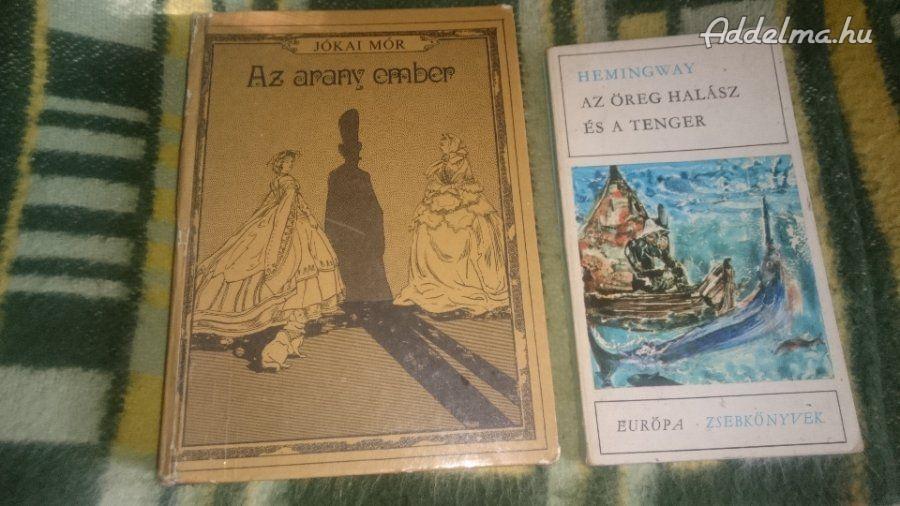 JÓKAI MÓR
Az arany ember
Addelma.hu
HEMINGWAY
AZ ÖREG HALÁSZ
ÉS A TENGER
EURÓPA ZSEBKÖNYVEK